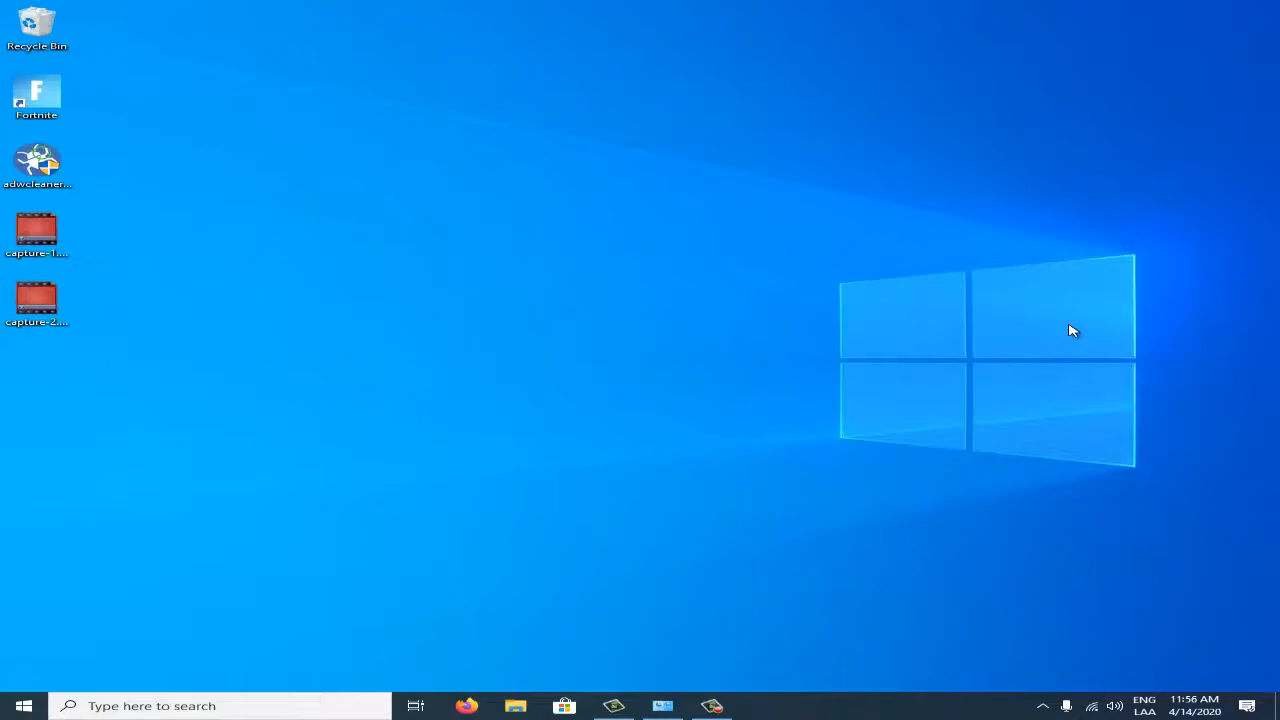 Recycle Bin
F
Fortnite
adwcleaner...
capture-1....
capture-2....
Type here to search
ENG
LAA
11:56 AM
4/14/2020